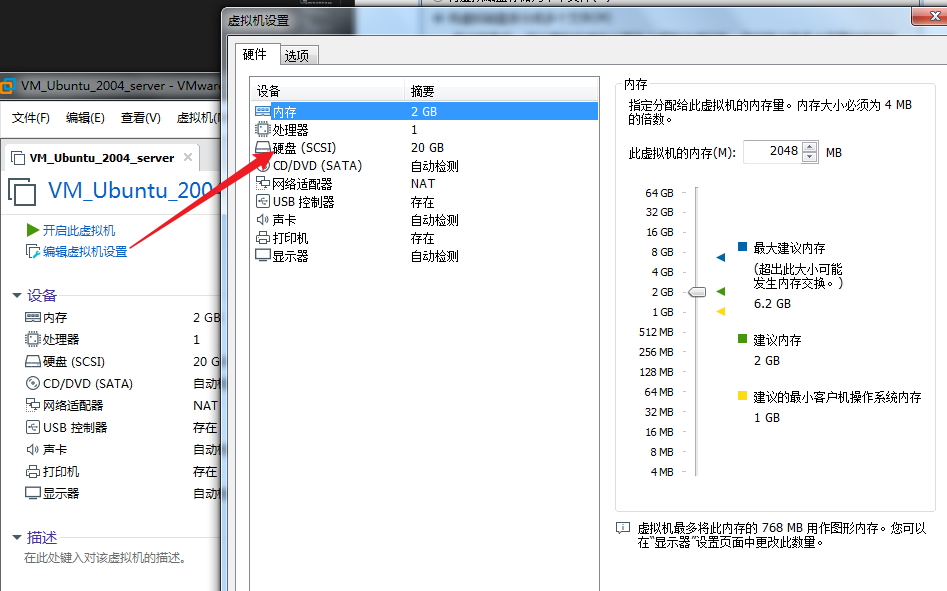 虚拟机设置
硬件
选项
VM_Ubuntu_2004_server - VMwar
文件(F) 编辑(E) 查看(V) 虚拟机(
VM_Ubuntu_2004_server
VM_Ubuntu_200
开启此虚拟机
编辑虚拟机设置
设备
内存 2 GB
处理器 1
硬盘 (SCSI) 20 G
CD/DVD (SATA) 自动
网络适配器 NAT
USB 控制器 存在
声卡 自动
打印机 存在
显示器 自动
描述
在此处键入对该虚拟机的描述。
设备 摘要
内存 2 GB
处理器 1
硬盘 (SCSI) 20 GB
CD/DVD (SATA) 自动检测
网络适配器 NAT
USB 控制器 存在
声卡 自动检测
打印机 存在
显示器 自动检测
内存
指定分配给此虚拟机的内存量。内存大小必须为 4 MB
的倍数。
此虚拟机的内存(M): 2048 MB
64 GB
32 GB
16 GB
8 GB
4 GB
2 GB
1 GB
512 MB
256 MB
128 MB
64 MB
32 MB
16 MB
8 MB
4 MB
最大建议内存
(超出此大小可能
发生内存交换。)
6.2 GB
建议内存
2 GB
建议的最小客户机操作系统内存
1 GB
虚拟机最多将此内存的 768 MB 用作图形内存。您可以
在“显示器”设置页面中更改此数量。